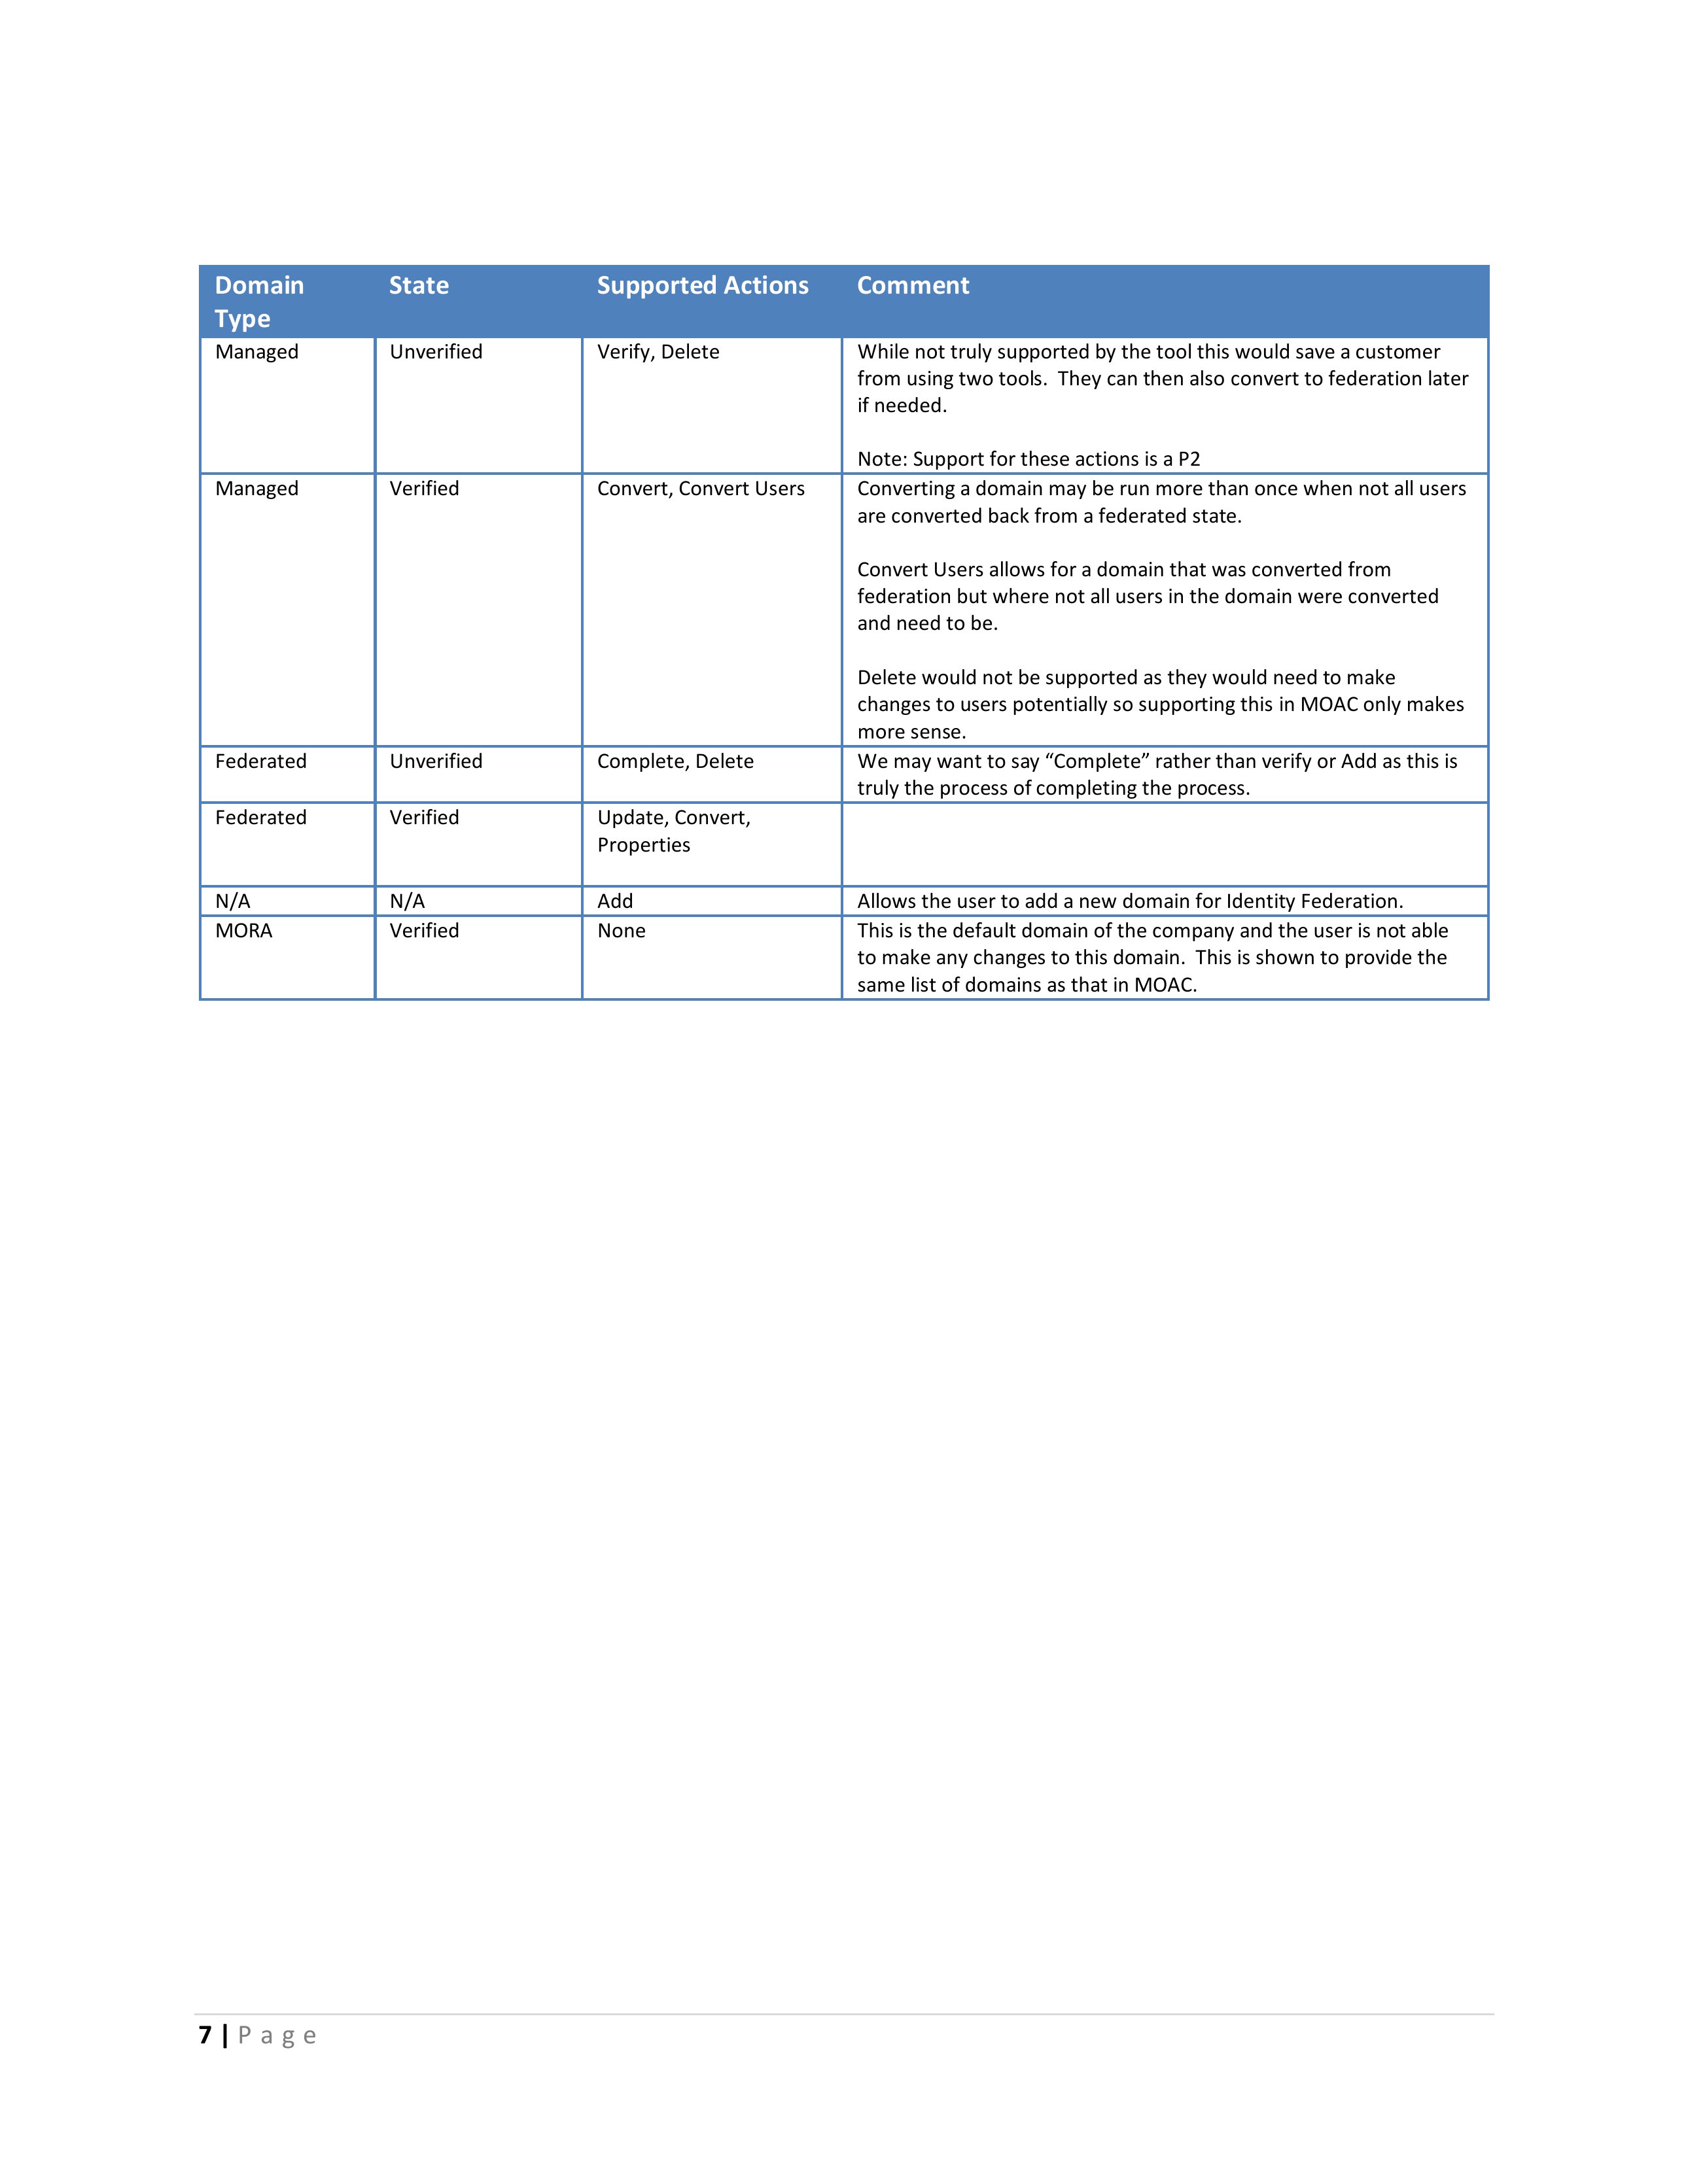 Domain Type State Supported Actions Comment
Managed Unverified Verify, Delete While not truly supported by the tool this would save a customer
from using two tools.  They can then also convert to federation later
if needed.
Note: Support for these actions is a P2
Managed Verified Convert, Convert Users Converting a domain may be run more than once when not all users
are converted back from a federated state.
Convert Users allows for a domain that was converted from
federation but where not all users in the domain were converted
and need to be.
Delete would not be supported as they would need to make
changes to users potentially so supporting this in MOAC only makes
more sense.
Federated Unverified Complete, Delete We may want to say “Complete” rather than verify or Add as this is
truly the process of completing the process.
Federated Verified Update, Convert,
Properties
N/A N/A Add Allows the user to add a new domain for Identity Federation.
MORA Verified None This is the default domain of the company and the user is not able
to make any changes to this domain.  This is shown to provide the
same list of domains as that in MOAC.
7 | P a g e